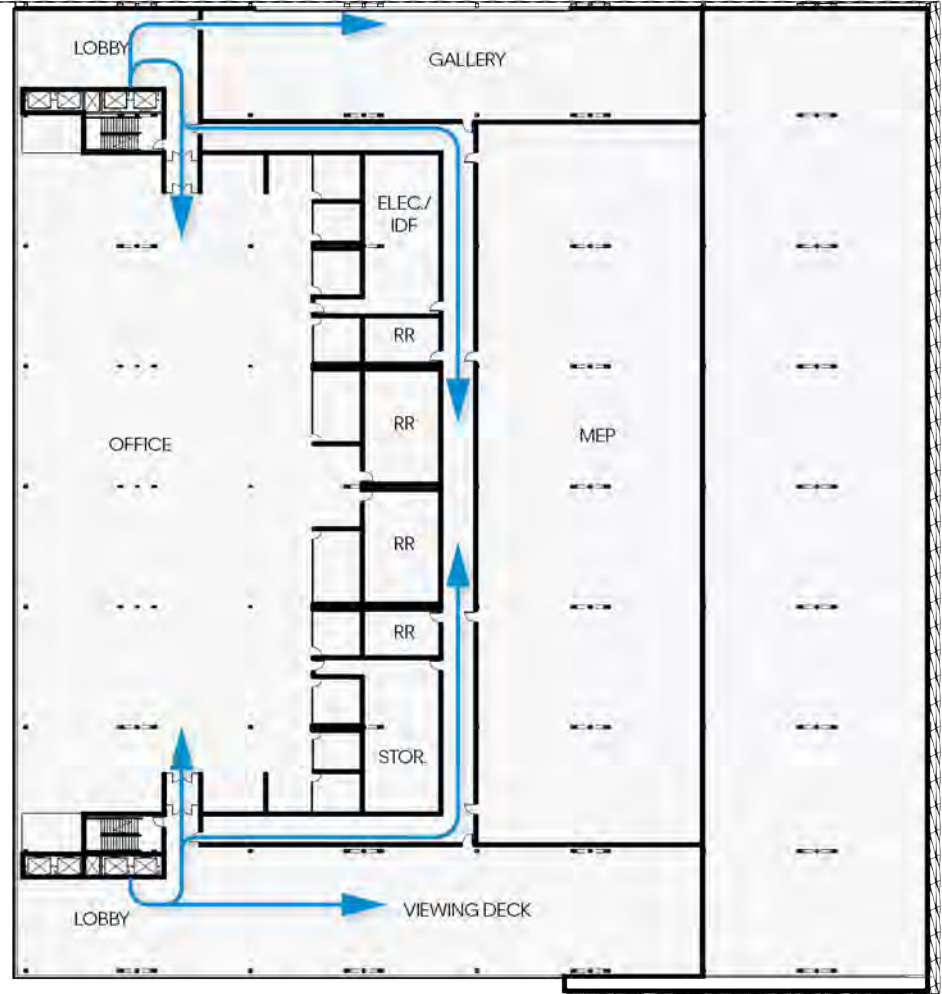 LOBBY
GALLERY
ELEC./
IDF
RR
RR
OFFICE
MEP
RR
RR
STOR.
VIEWING DECK
LOBBY